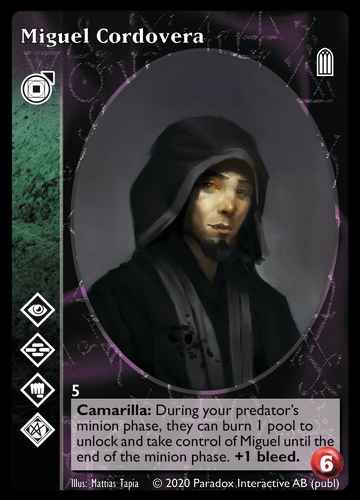 Miguel Cordovera
5
Camarilla: During your predator's
minion phase, they can burn 1 pool to
unlock and take control of Miguel until the
end of the minion phase. +1 bleed.
6
Illus: Mattias Tapia © 2020 Paradox Interactive AB (publ)